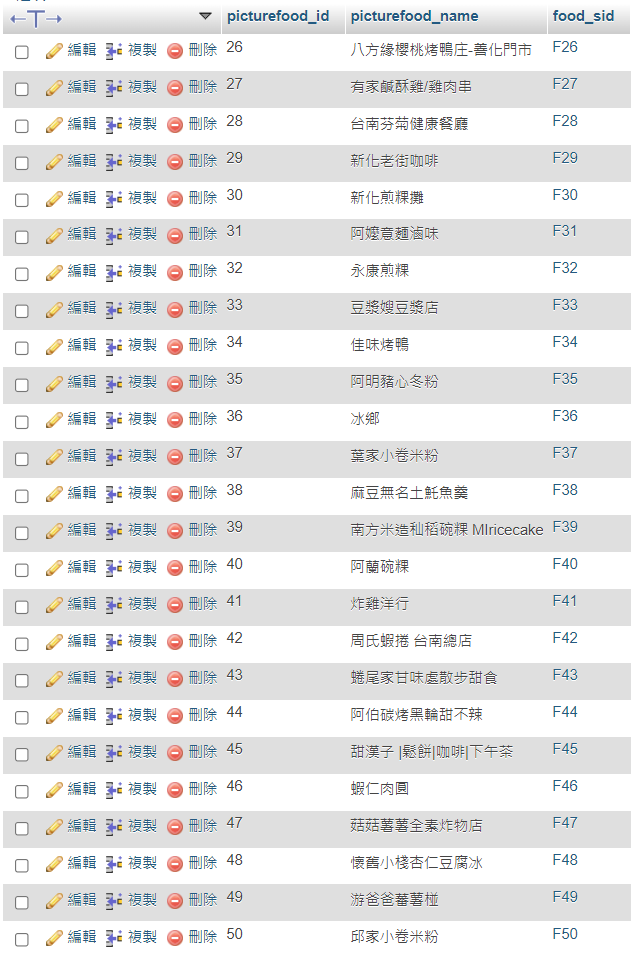 picturefood_id picturefood_name food_sid
編輯 複製 刪除 26 八方緣櫻桃烤鴨庄-善化門市 F26
編輯 複製 刪除 27 有家鹹酥雞/雞肉串 F27
編輯 複製 刪除 28 台南芬菊健康餐廳 F28
編輯 複製 刪除 29 新化老街咖啡 F29
編輯 複製 刪除 30 新化煎粿攤 F30
編輯 複製 刪除 31 阿嬤意麵滷味 F31
編輯 複製 刪除 32 永康煎粿 F32
編輯 複製 刪除 33 豆漿嫂豆漿店 F33
編輯 複製 刪除 34 佳味烤鴨 F34
編輯 複製 刪除 35 阿明豬心冬粉 F35
編輯 複製 刪除 36 冰鄉 F36
編輯 複製 刪除 37 葉家小卷米粉 F37
編輯 複製 刪除 38 麻豆無名土魠魚羹 F38
編輯 複製 刪除 39 南方米造秈稻碗粿 MIricecake F39
編輯 複製 刪除 40 阿蘭碗粿 F40
編輯 複製 刪除 41 炸雞洋行 F41
編輯 複製 刪除 42 周氏蝦捲 台南總店 F42
編輯 複製 刪除 43 蜷尾家甘味處散步甜食 F43
編輯 複製 刪除 44 阿伯碳烤黑輪甜不辣 F44
編輯 複製 刪除 45 甜漢子 |鬆餅|咖啡|下午茶 F45
編輯 複製 刪除 46 蝦仁肉圓 F46
編輯 複製 刪除 47 菇菇薯薯全素炸物店 F47
編輯 複製 刪除 48 懷舊小棧杏仁豆腐冰 F48
編輯 複製 刪除 49 游爸爸蕃薯椪 F49
編輯 複製 刪除 50 邱家小卷米粉 F50